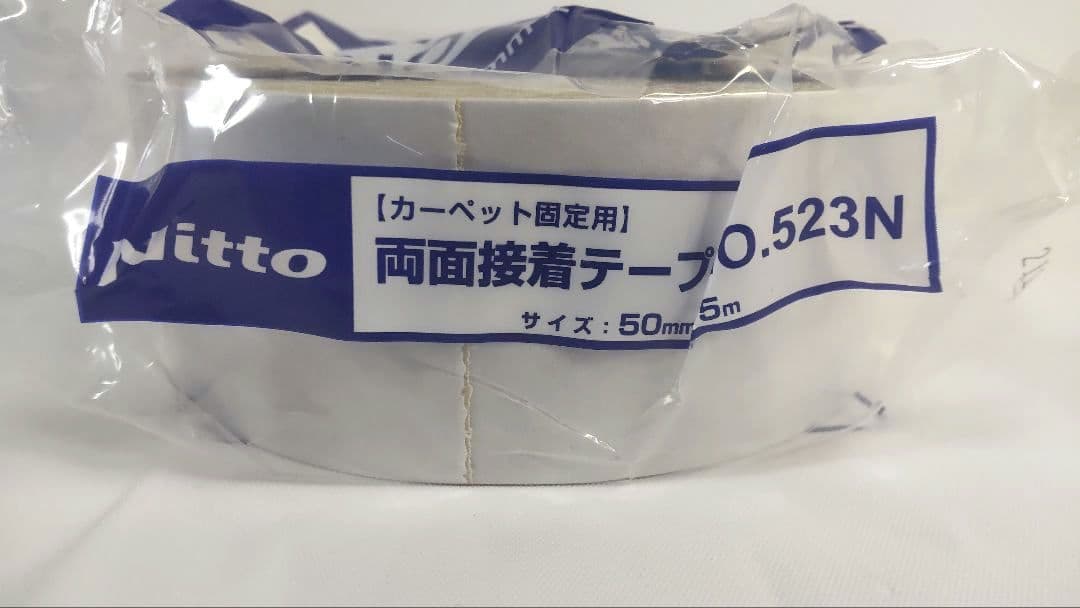 Nitto
【カーペット固定用】
両面接着テープ
O.523N
サイズ:50mm
5m
mm